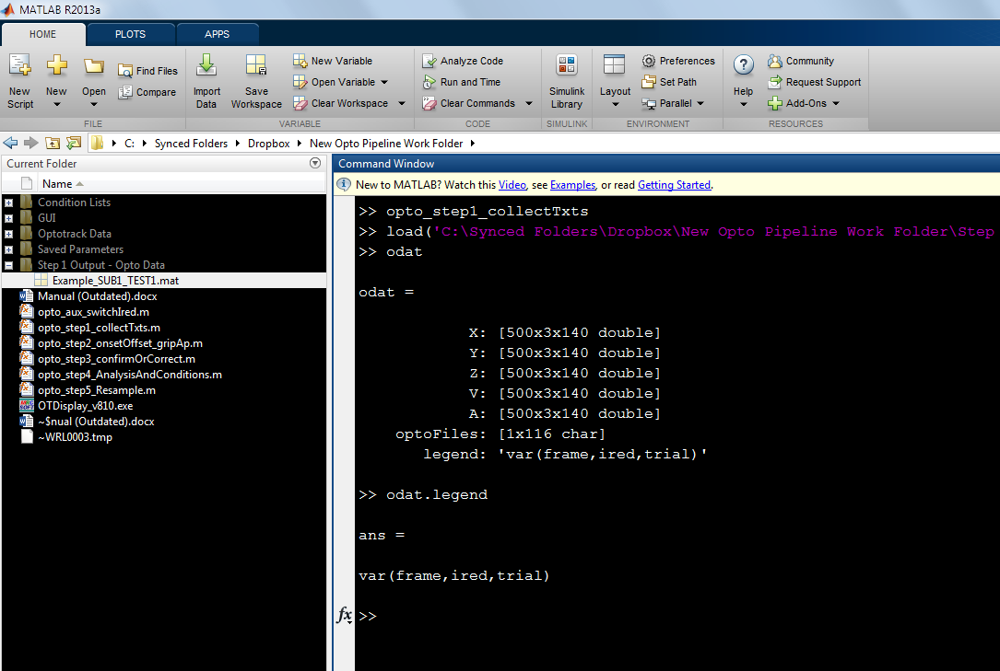 MATLAB R2013a
HOME PLOTS APPS
New Script
New
Open
Find Files
Compare
FILE
Import Data
Save Workspace
New Variable
Open Variable
Clear Workspace
VARIABLE
Analyze Code
Run and Time
Clear Commands
CODE
Simulink Library
SIMULINK
Layout
Preferences
Set Path
Parallel
ENVIRONMENT
Help
Community
Request Support
Add-Ons
RESOURCES
C: Synced Folders Dropbox New Opto Pipeline Work Folder
Current Folder
Name
Condition Lists
GUI
Optotrack Data
Saved Parameters
Step 1 Output - Opto Data
Example_SUB1_TEST1.mat
Manual (Outdated).docx
opto_aux_switchIred.m
opto_step1_collectTxts.m
opto_step2_onsetOffset_gripAp.m
opto_step3_confirmOrCorrect.m
opto_step4_AnalysisAndConditions.m
opto_step5_Resample.m
OTDisplay_v810.exe
~$nual (Outdated).docx
~WRL0003.tmp
Command Window
New to MATLAB? Watch this Video, see Examples, or read Getting Started.
>> opto_step1_collectTxts
>> load('C:\Synced Folders\Dropbox\New Opto Pipeline Work Folder\Step
>> odat
odat =
X: [500x3x140 double]
Y: [500x3x140 double]
Z: [500x3x140 double]
V: [500x3x140 double]
A: [500x3x140 double]
optoFiles: [1x116 char]
legend: 'var(frame,ired,trial)'
>> odat.legend
ans =
var(frame,ired,trial)
fx >>